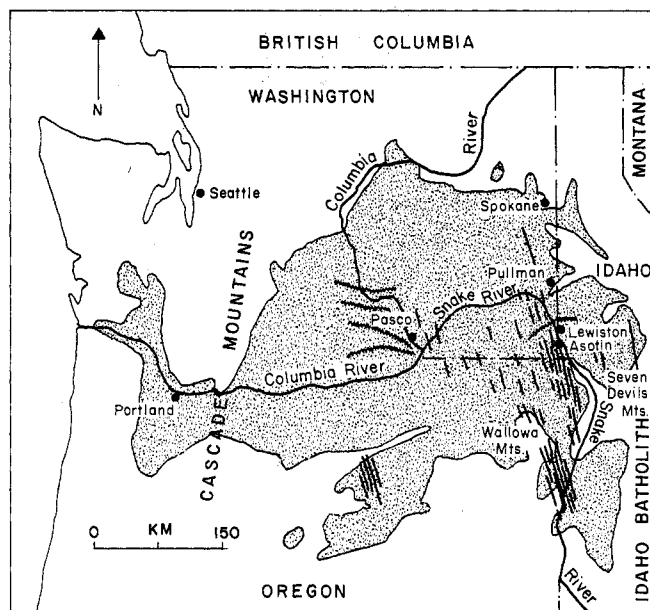 BRITISH COLUMBIA
WASHINGTON
N
MONTANA
Columbia
River
Seattle
Spokane
MOUNTAINS
Pullman
IDAHO
Snake River
Pasco
Lewiston
Asotin
Columbia River
Seven
Devils
Mts.
Portland
CASCADE
Snake
Wallowa
Mts.
0 KM 150
IDAHO BATHOLITH
OREGON
River